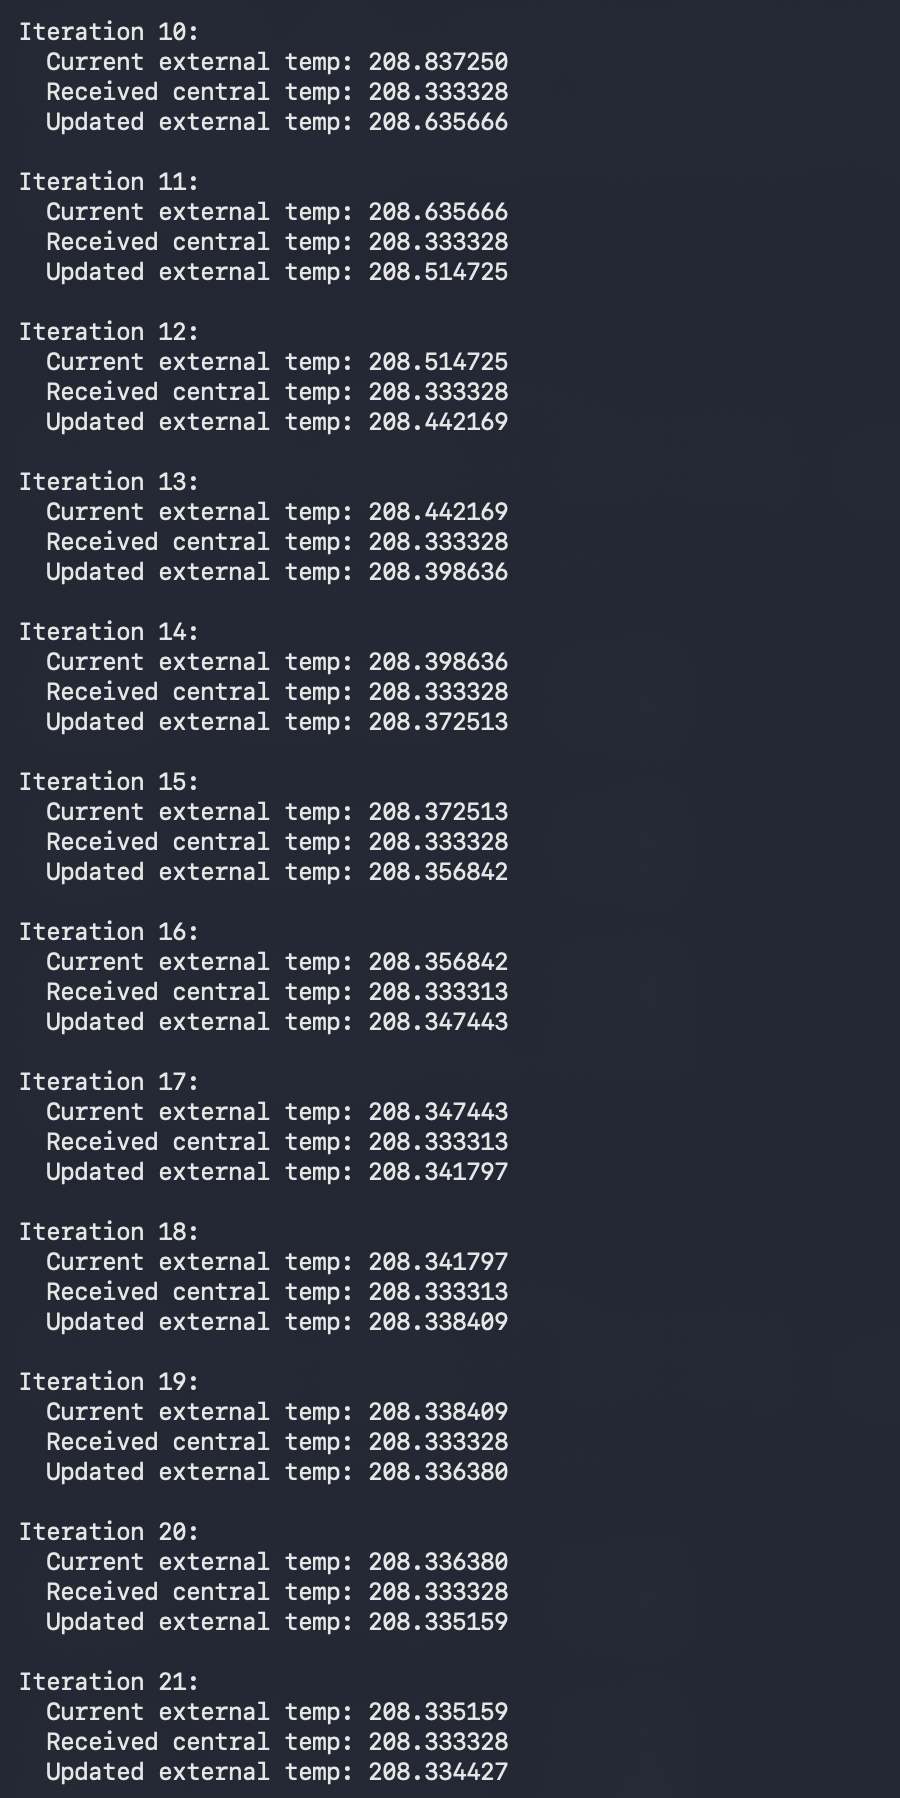 Iteration 10:
  Current external temp: 208.837250
  Received central temp: 208.333328
  Updated external temp: 208.635666

Iteration 11:
  Current external temp: 208.635666
  Received central temp: 208.333328
  Updated external temp: 208.514725

Iteration 12:
  Current external temp: 208.514725
  Received central temp: 208.333328
  Updated external temp: 208.442169

Iteration 13:
  Current external temp: 208.442169
  Received central temp: 208.333328
  Updated external temp: 208.398636

Iteration 14:
  Current external temp: 208.398636
  Received central temp: 208.333328
  Updated external temp: 208.372513

Iteration 15:
  Current external temp: 208.372513
  Received central temp: 208.333328
  Updated external temp: 208.356842

Iteration 16:
  Current external temp: 208.356842
  Received central temp: 208.333313
  Updated external temp: 208.347443

Iteration 17:
  Current external temp: 208.347443
  Received central temp: 208.333313
  Updated external temp: 208.341797

Iteration 18:
  Current external temp: 208.341797
  Received central temp: 208.333313
  Updated external temp: 208.338409

Iteration 19:
  Current external temp: 208.338409
  Received central temp: 208.333328
  Updated external temp: 208.336380

Iteration 20:
  Current external temp: 208.336380
  Received central temp: 208.333328
  Updated external temp: 208.335159

Iteration 21:
  Current external temp: 208.335159
  Received central temp: 208.333328
  Updated external temp: 208.334427